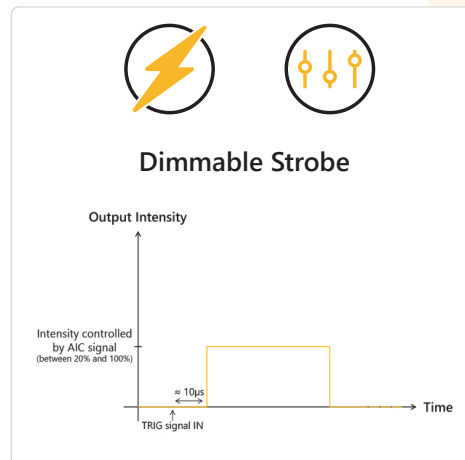 Dimmable Strobe
Output Intensity
Intensity controlled
by AIC signal
(between 20% and 100%)
≈ 10µs
Time
TRIG signal IN